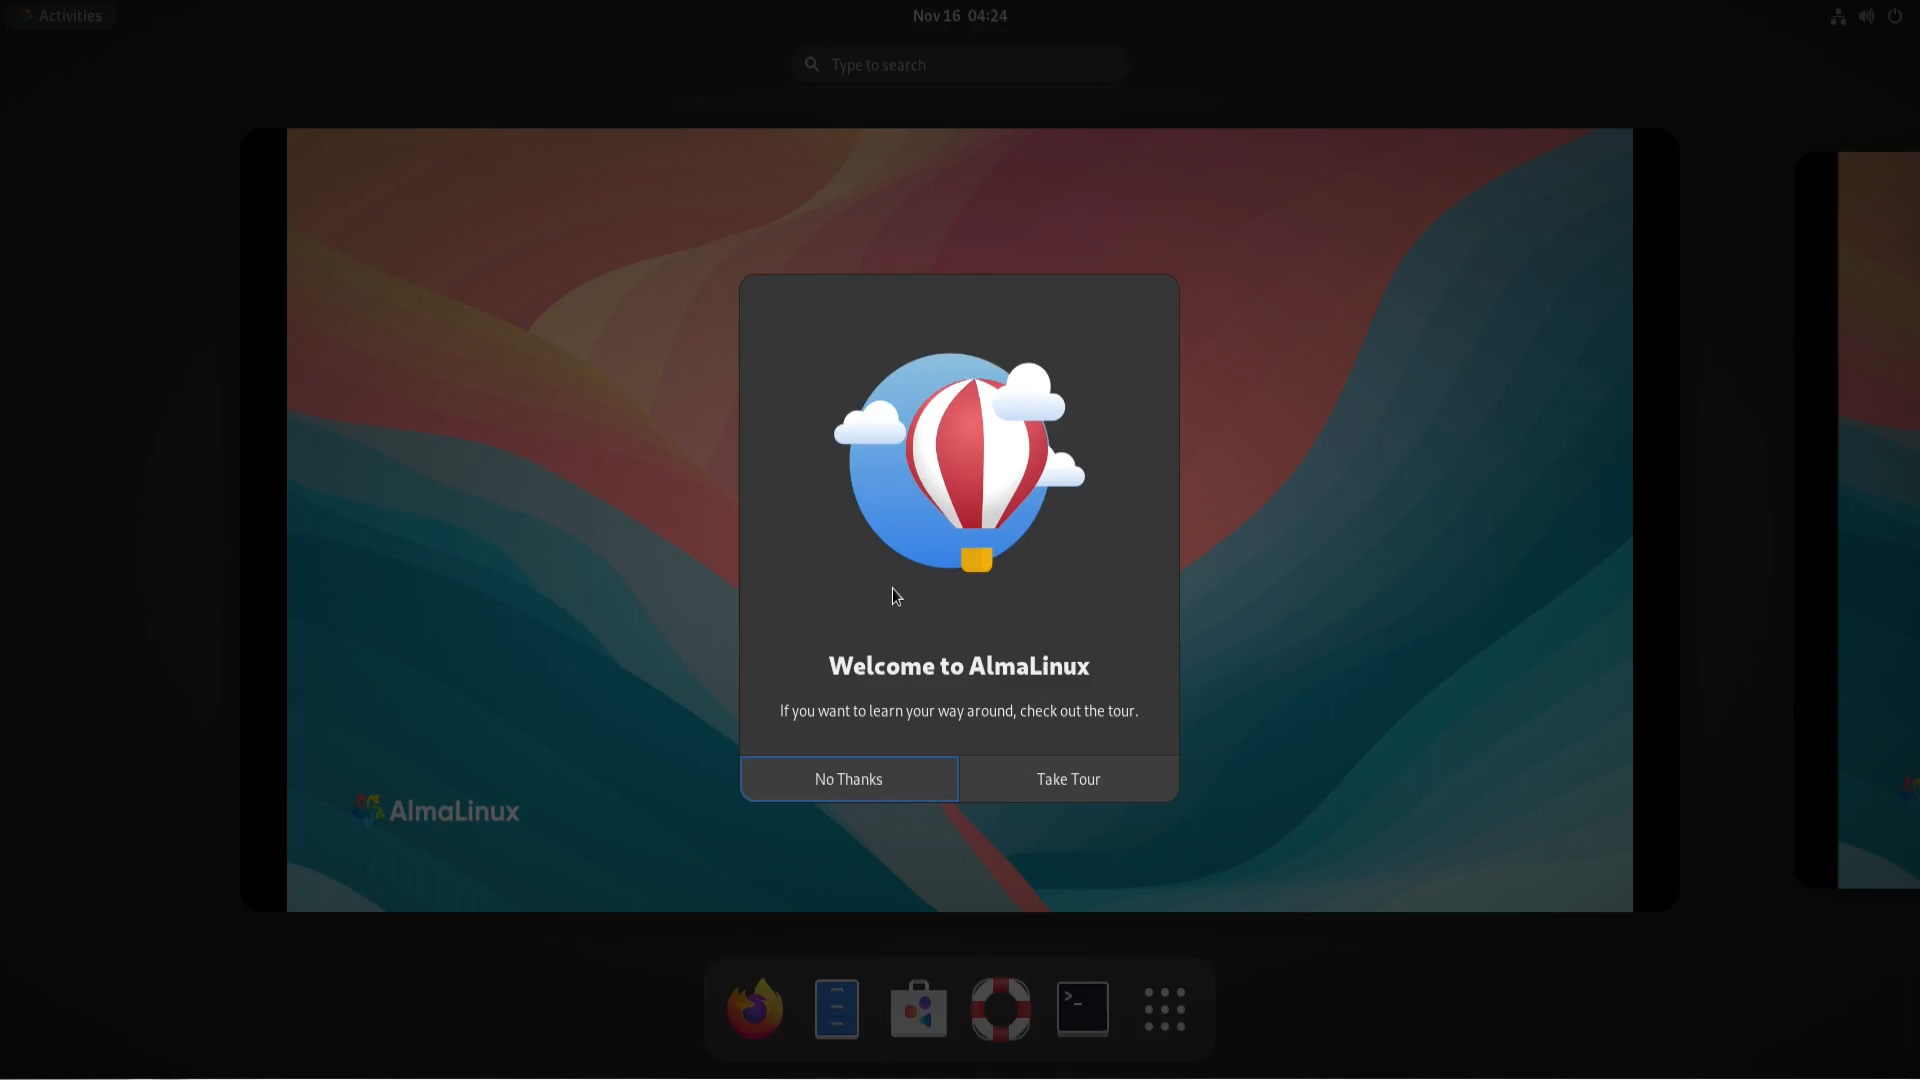 Activities
Nov 16 04:24
Type to search
Welcome to AlmaLinux
If you want to learn your way around, check out the tour.
No Thanks
Take Tour
AlmaLinux
>_